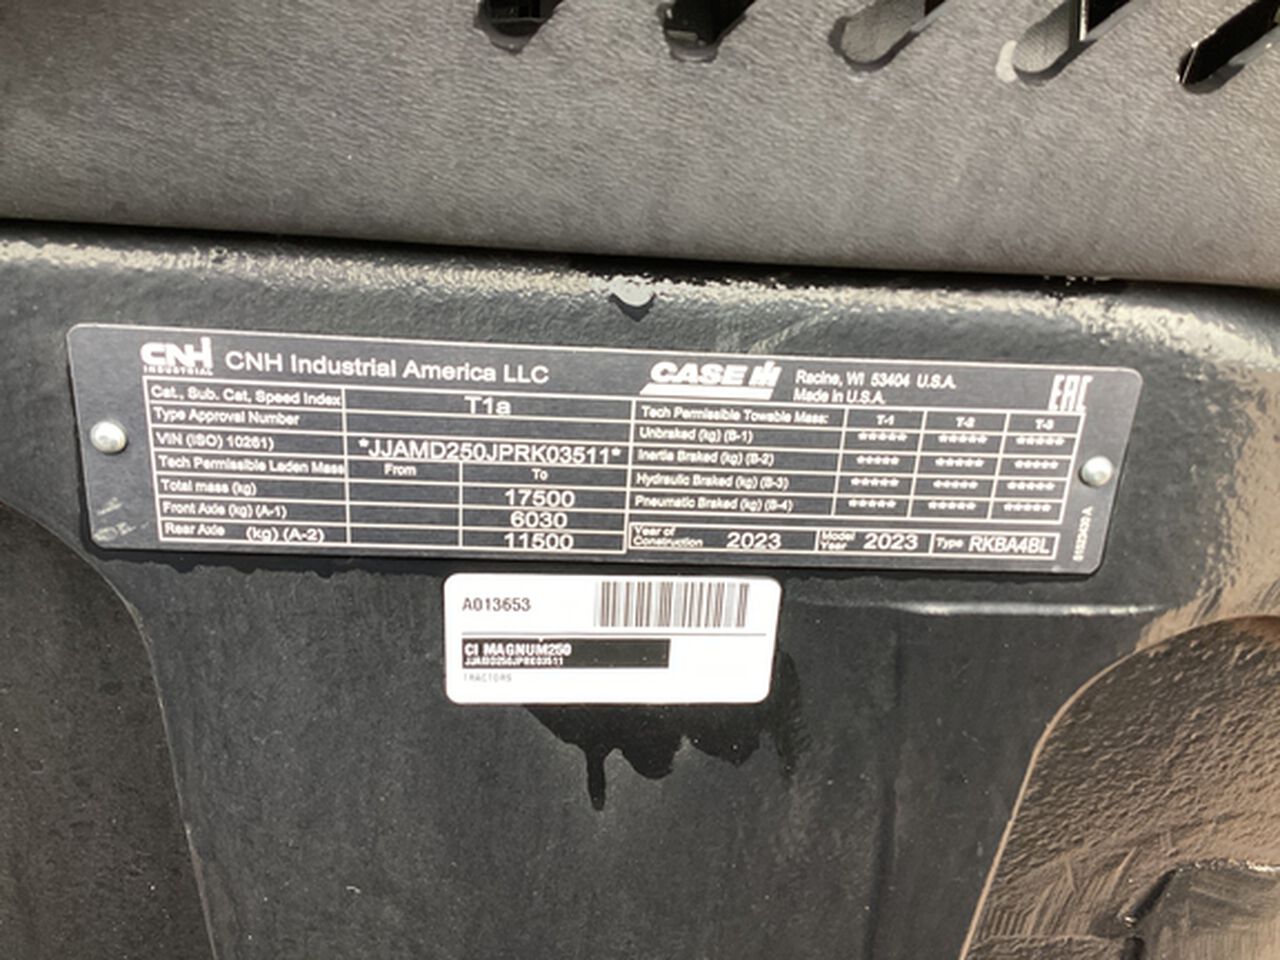 CNH INDUSTRIAL CNH Industrial America LLC
CASE IH Racine, WI 53404 U.S.A.
Made in U.S.A.
EAC
Cat., Sub. Cat, Speed Index T1a
Type Approval Number
VIN (ISO) 10261) *JJAMD250JPRK03511*
Tech Permissible Laden Mass From To
Total mass (kg) 17500
Front Axle (kg) (A-1) 6030
Rear Axle (kg) (A-2) 11500
Tech Permissible Towable Mass: T-1 T-2 T-3
Unbraked (kg) (B-1) ***** ***** *****
Inertia Braked (kg) (B-2) ***** ***** *****
Hydraulic Braked (kg) (B-3) ***** ***** *****
Pneumatic Braked (kg) (B-4) ***** ***** *****
Year of Construction 2023 Model Year 2023 Type RKBA4BL
A013653
CI MAGNUM250
JJAMD250JPRK03511
TRACTORS